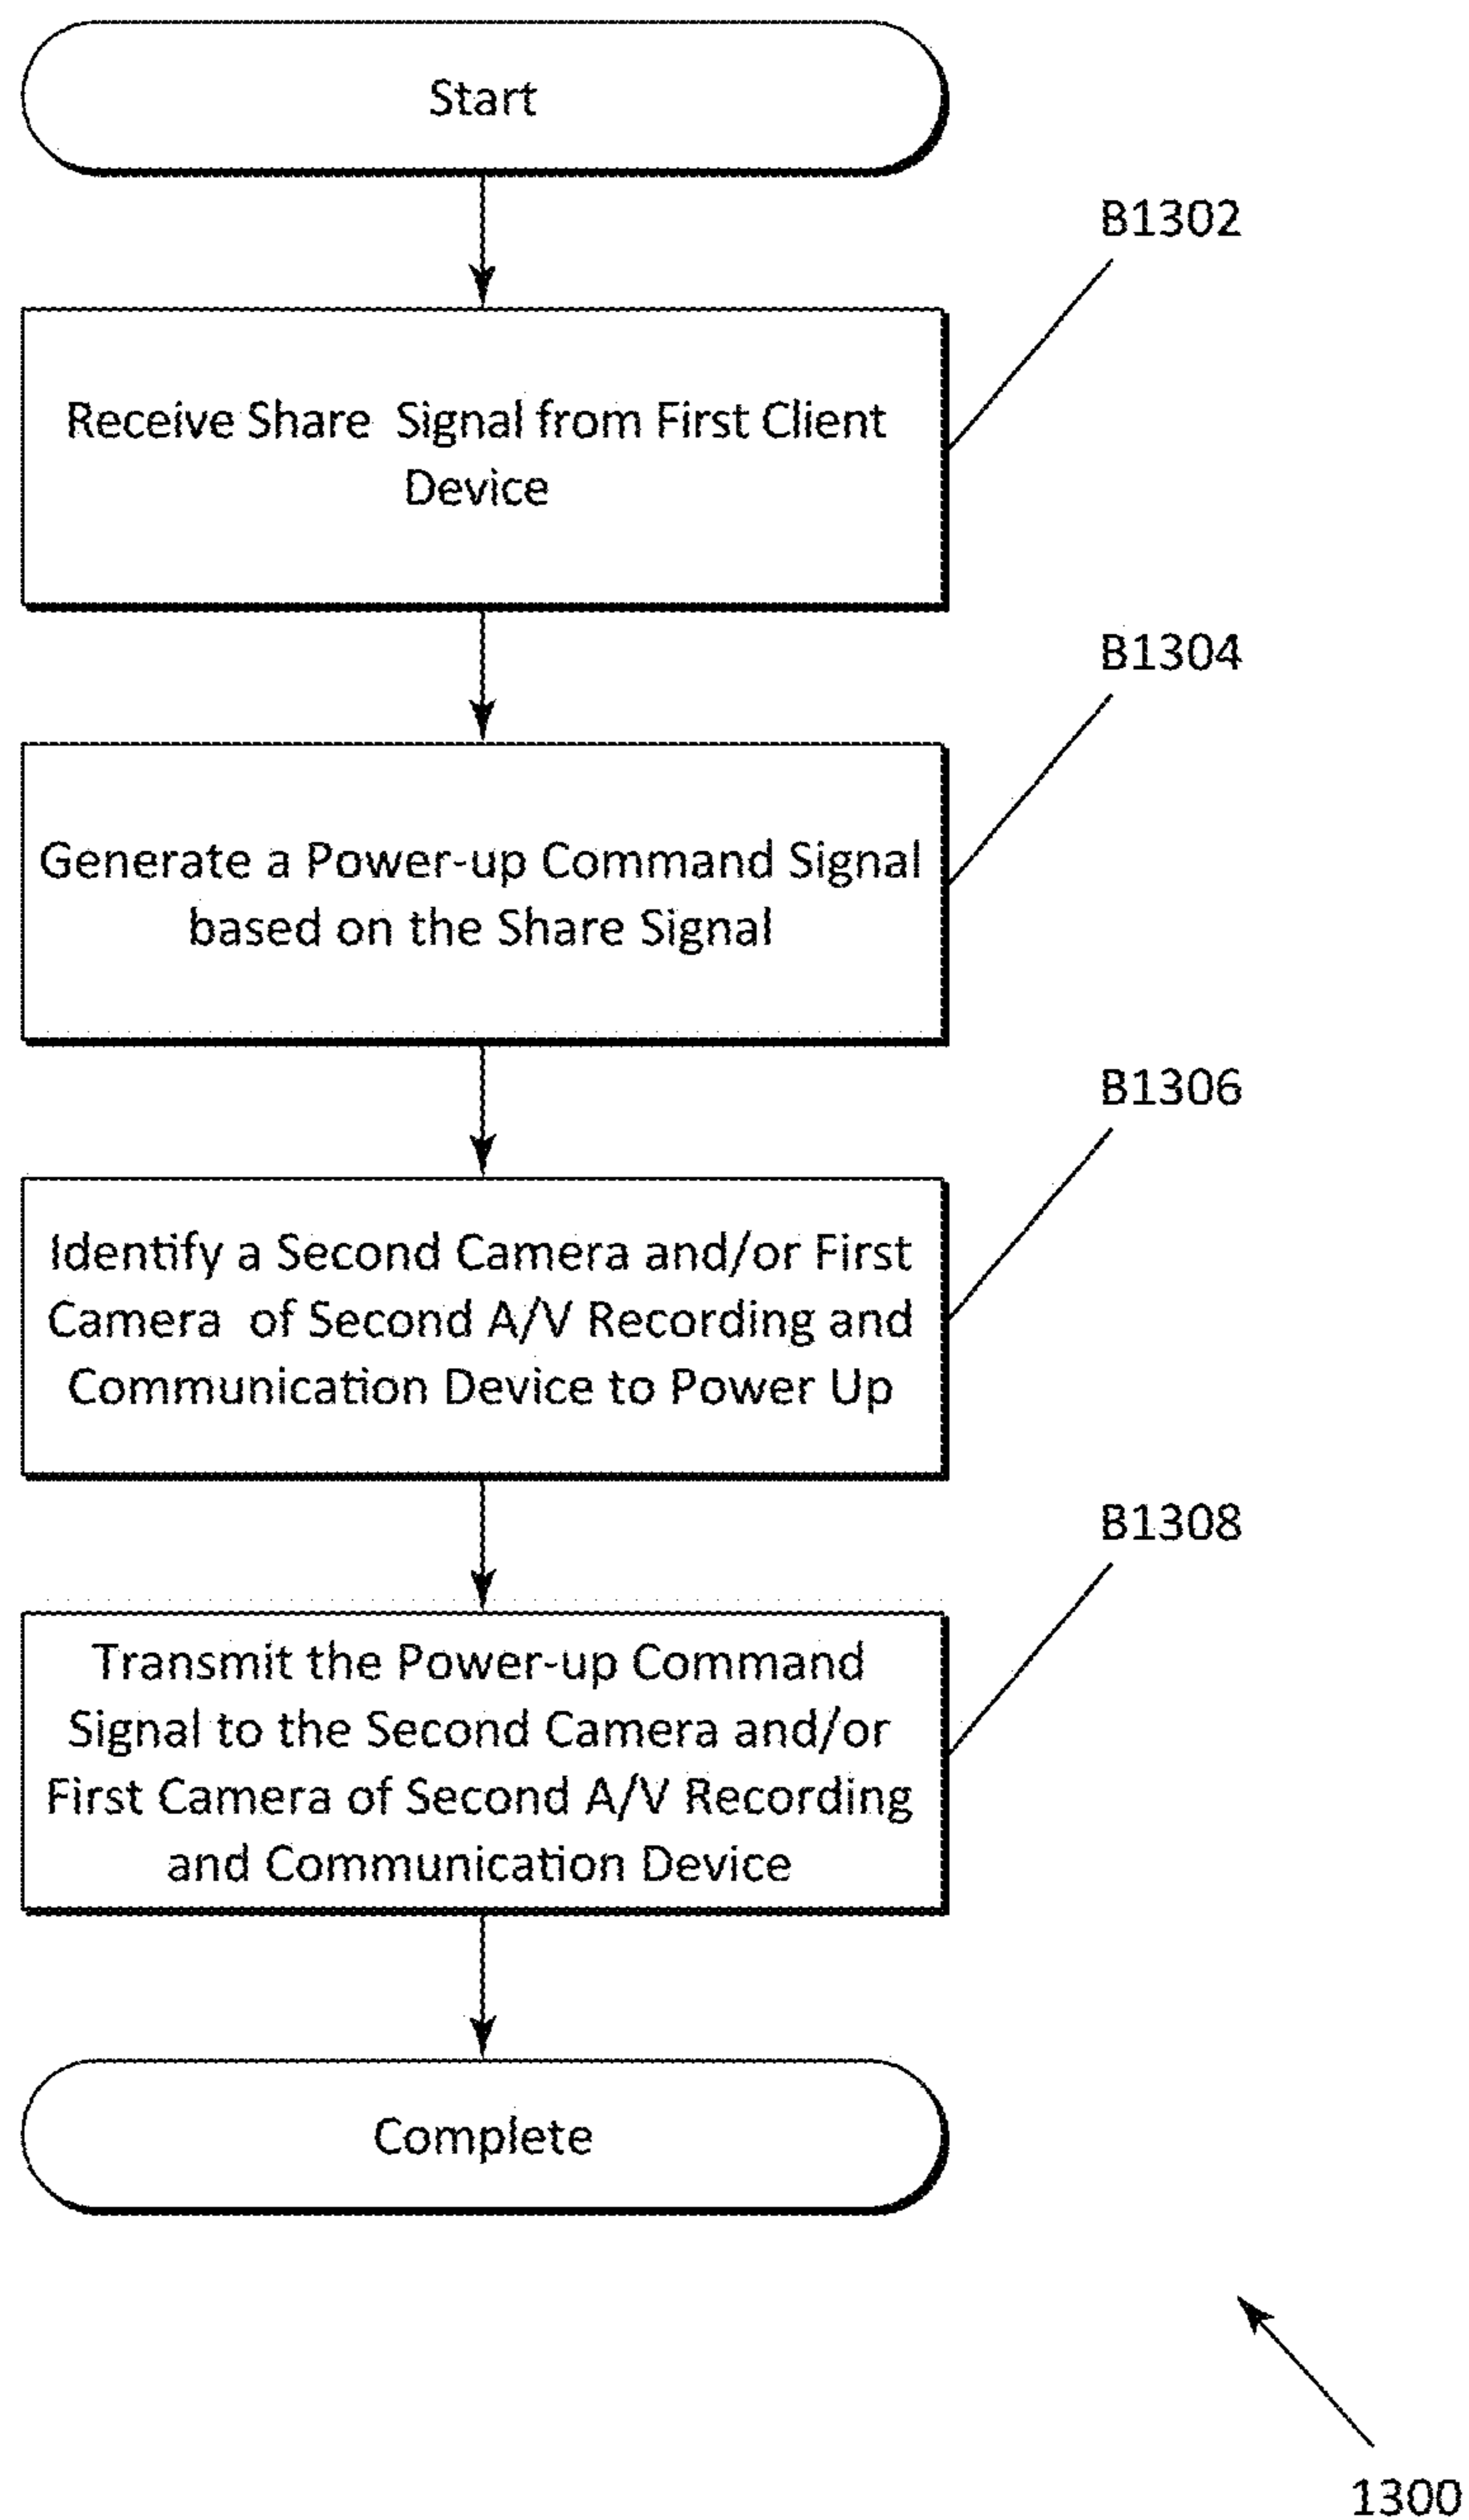 Start
B1302
Receive Share Signal from First Client
Device
B1304
Generate a Power-up Command Signal
based on the Share Signal
B1306
Identify a Second Camera and/or First
Camera of Second A/V Recording and
Communication Device to Power Up
B1308
Transmit the Power-up Command
Signal to the Second Camera and/or
First Camera of Second A/V Recording
and Communication Device
Complete
1300